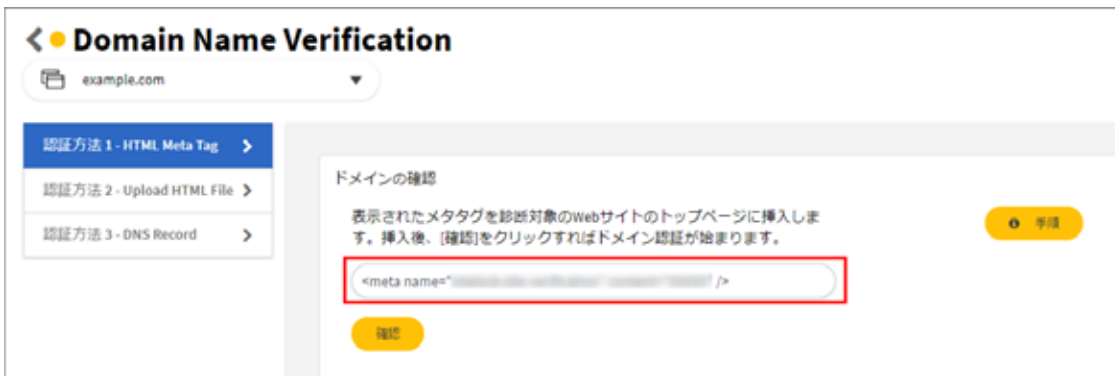 Domain Name Verification
example.com
認証方法 1 - HTML Meta Tag
認証方法 2 - Upload HTML File
認証方法 3 - DNS Record
ドメインの確認
表示されたメタタグを診断対象のWebサイトのトップページに挿入しま
す。挿入後、[確認]をクリックすればドメイン認証が始まります。
手順
<meta name=" " />
確認